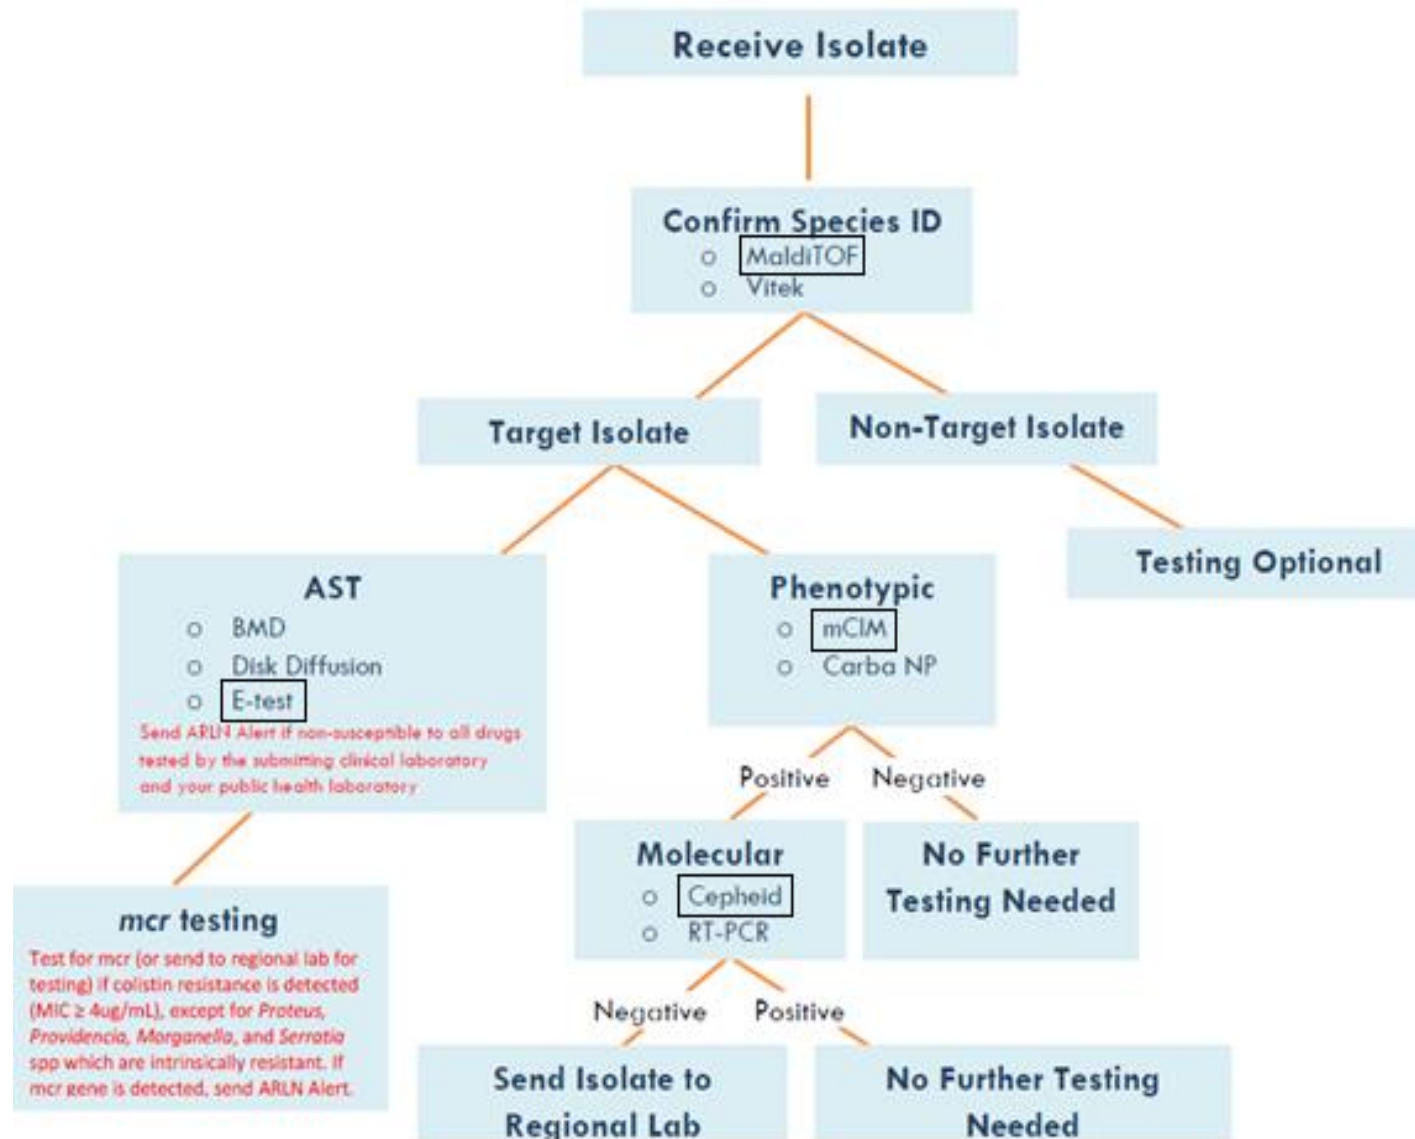 Receive Isolate
Confirm Species ID
o MaldiTOF
o Vitek
Target Isolate
Non-Target Isolate
Testing Optional
AST
o BMD
o Disk Diffusion
o E-test
Send ARLN Alert if non-susceptible to all drugs
tested by the submitting clinical laboratory
and your public health laboratory
Phenotypic
o mCIM
o Carba NP
Positive
Negative
mcr testing
Test for mcr (or send to regional lab for
testing) if colistin resistance is detected
(MIC ≥ 4ug/mL), except for Proteus,
Providencia, Morganella, and Serratia
spp which are intrinsically resistant. If
mcr gene is detected, send ARLN Alert.
Molecular
o Cepheid
o RT-PCR
No Further
Testing Needed
Negative
Positive
Send Isolate to
Regional Lab
No Further Testing
Needed